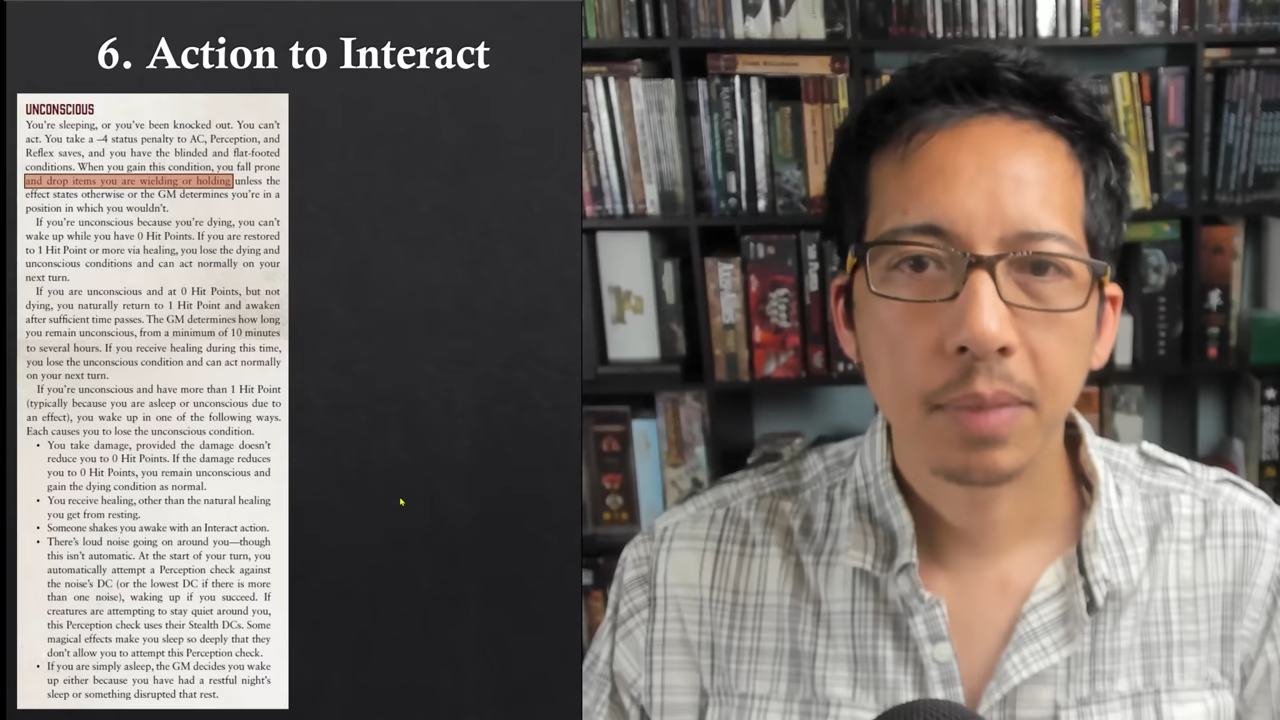 6. Action to Interact
UNCONSCIOUS
You're sleeping, or you've been knocked out. You can't
act. You take a –4 status penalty to AC, Perception, and
Reflex saves, and you have the blinded and flat-footed
conditions. When you gain this condition, you fall prone
and drop items you are wielding or holding unless the
effect states otherwise or the GM determines you're in a
position in which you wouldn't.
If you're unconscious because you're dying, you can't
wake up while you have 0 Hit Points. If you are restored
to 1 Hit Point or more via healing, you lose the dying and
unconscious conditions and can act normally on your
next turn.
If you are unconscious and at 0 Hit Points, but not
dying, you naturally return to 1 Hit Point and awaken
after sufficient time passes. The GM determines how long
you remain unconscious, from a minimum of 10 minutes
to several hours. If you receive healing during this time,
you lose the unconscious condition and can act normally
on your next turn.
If you're unconscious and have more than 1 Hit Point
(typically because you are asleep or unconscious due to
an effect), you wake up in one of the following ways.
Each causes you to lose the unconscious condition.
• You take damage, provided the damage doesn't
reduce you to 0 Hit Points. If the damage reduces
you to 0 Hit Points, you remain unconscious and
gain the dying condition as normal.
• You receive healing, other than the natural healing
you get from resting.
• Someone shakes you awake with an Interact action.
• There's loud noise going on around you—though
this isn't automatic. At the start of your turn, you
automatically attempt a Perception check against
the noise's DC (or the lowest DC if there is more
than one noise), waking up if you succeed. If
creatures are attempting to stay quiet around you,
this Perception check uses their Stealth DCs. Some
magical effects make you sleep so deeply that they
don't allow you to attempt this Perception check.
• If you are simply asleep, the GM decides you wake
up either because you have had a restful night's
sleep or something disrupted that rest.